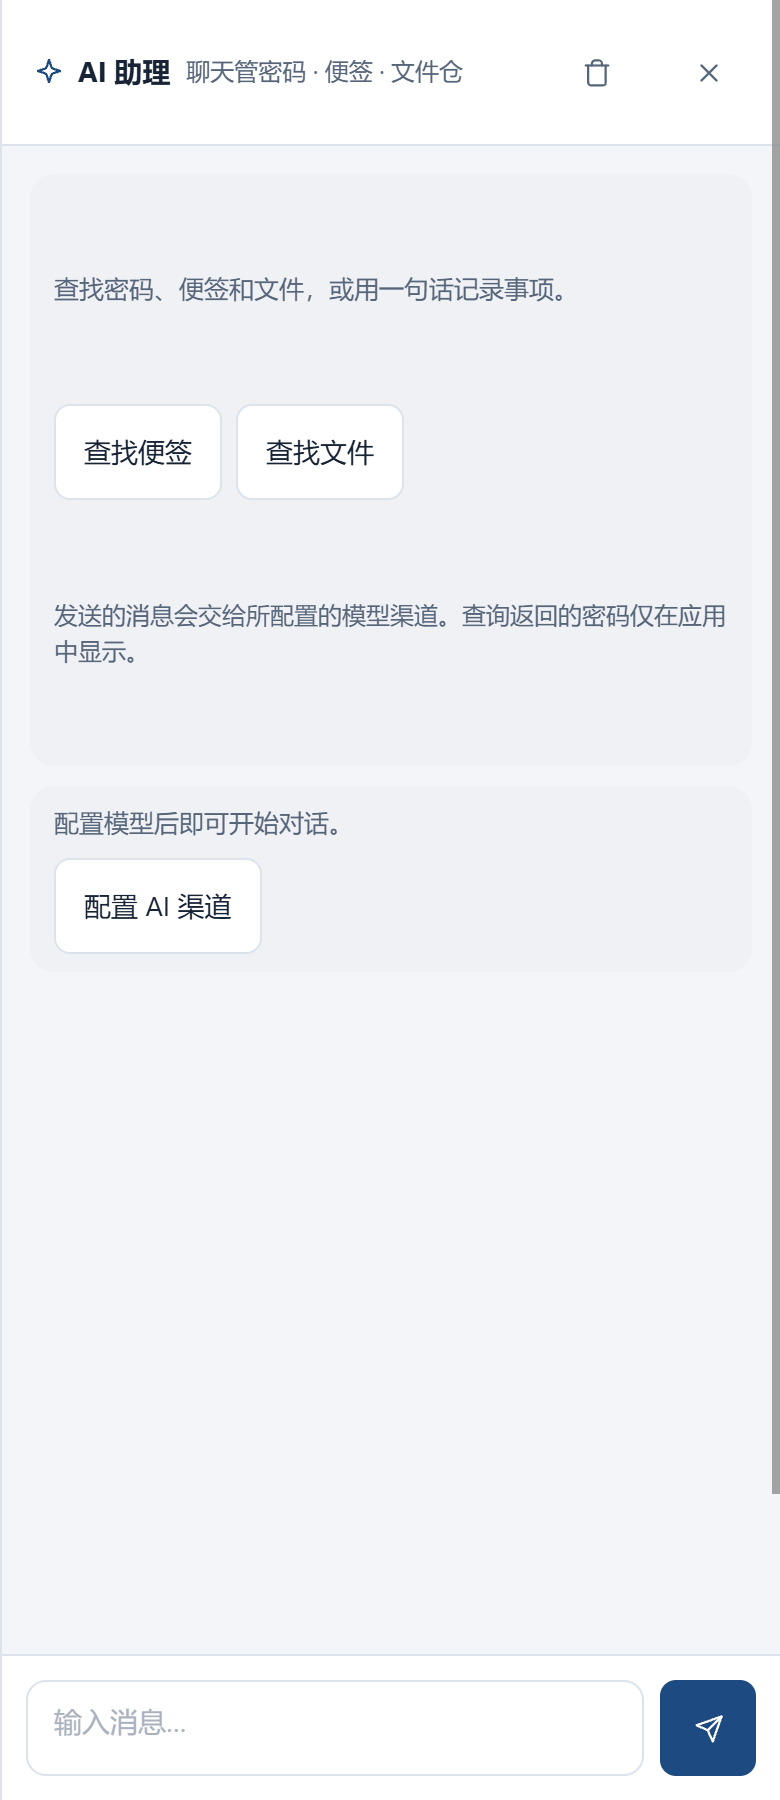 AI 助理 聊天管密码 · 便签 · 文件仓
查找密码、便签和文件，或用一句话记录事项。
查找便签 查找文件
发送的消息会交给所配置的模型渠道。查询返回的密码仅在应用
中显示。
配置模型后即可开始对话。
配置 AI 渠道
输入消息...